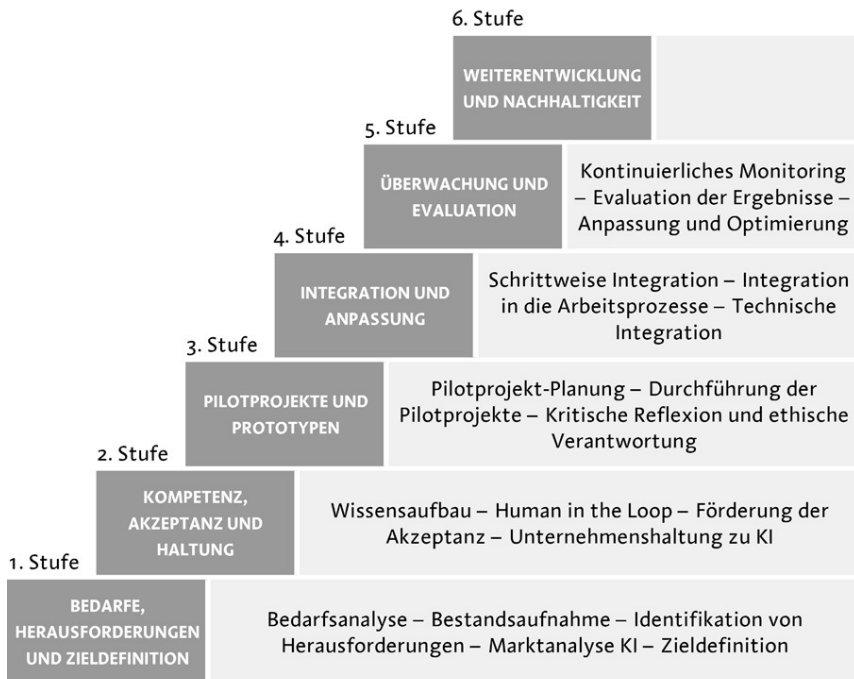 6. Stufe
WEITERENTWICKLUNG
UND NACHHALTIGKEIT
5. Stufe
ÜBERWACHUNG UND
EVALUATION
Kontinuierliches Monitoring
– Evaluation der Ergebnisse –
Anpassung und Optimierung
4. Stufe
INTEGRATION UND
ANPASSUNG
Schrittweise Integration – Integration
in die Arbeitsprozesse – Technische
Integration
3. Stufe
PILOTPROJEKTE UND
PROTOTYPEN
Pilotprojekt-Planung – Durchführung der
Pilotprojekte – Kritische Reflexion und ethische
Verantwortung
2. Stufe
KOMPETENZ,
AKZEPTANZ UND
HALTUNG
Wissensaufbau – Human in the Loop – Förderung der
Akzeptanz – Unternehmenshaltung zu KI
1. Stufe
BEDARFE,
HERAUSFORDERUNGEN
UND ZIELDEFINITION
Bedarfsanalyse – Bestandsaufnahme – Identifikation von
Herausforderungen – Marktanalyse KI – Zieldefinition